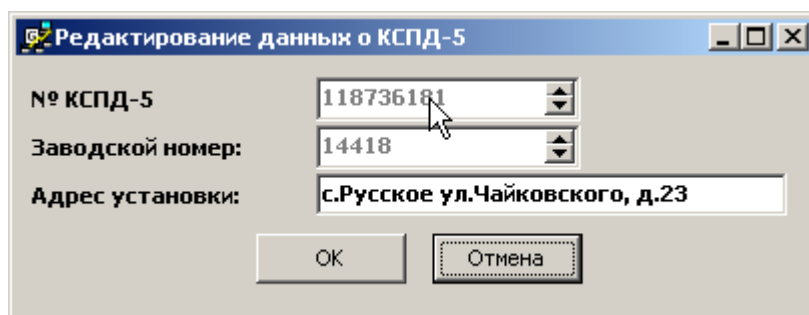 Редактирование данных о КСПД-5
№ КСПД-5 118736181
Заводской номер: 14418
Адрес установки: с.Русское ул.Чайковского, д.23
OK Отмена